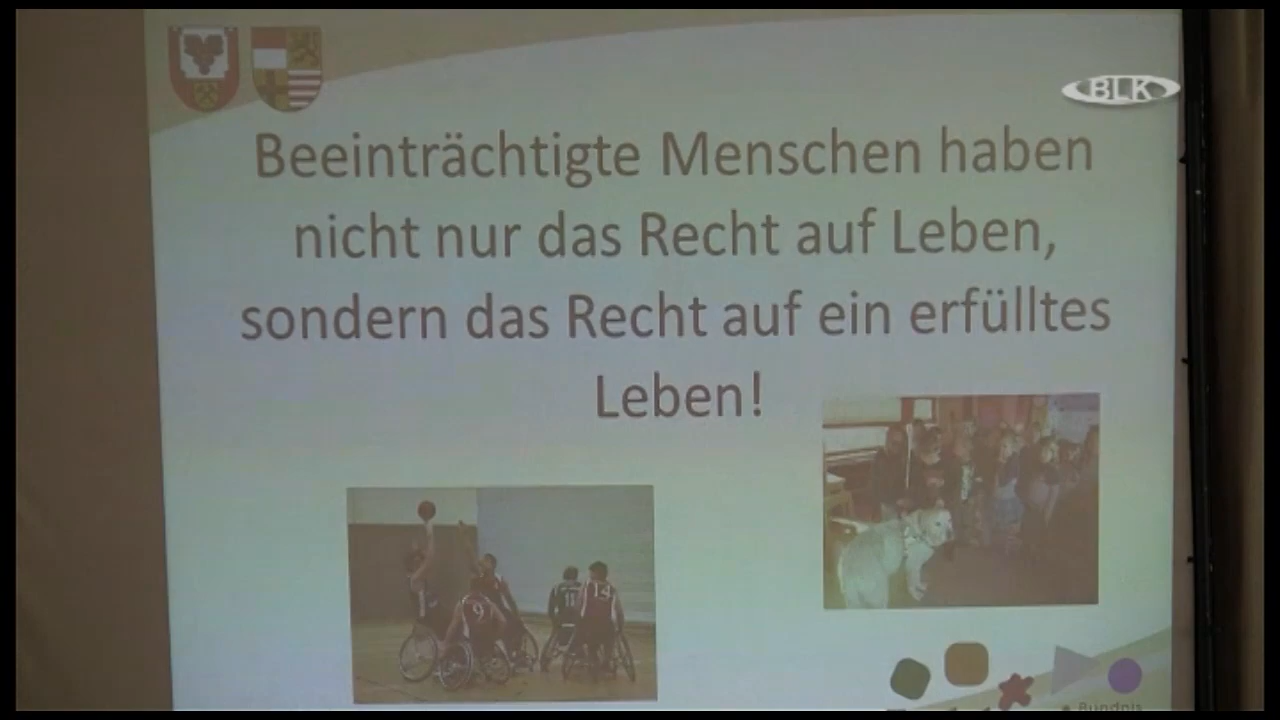 BLK
Beeinträchtigte Menschen haben
nicht nur das Recht auf Leben,
sondern das Recht auf ein erfülltes
Leben!
9
11
13
Bündnis